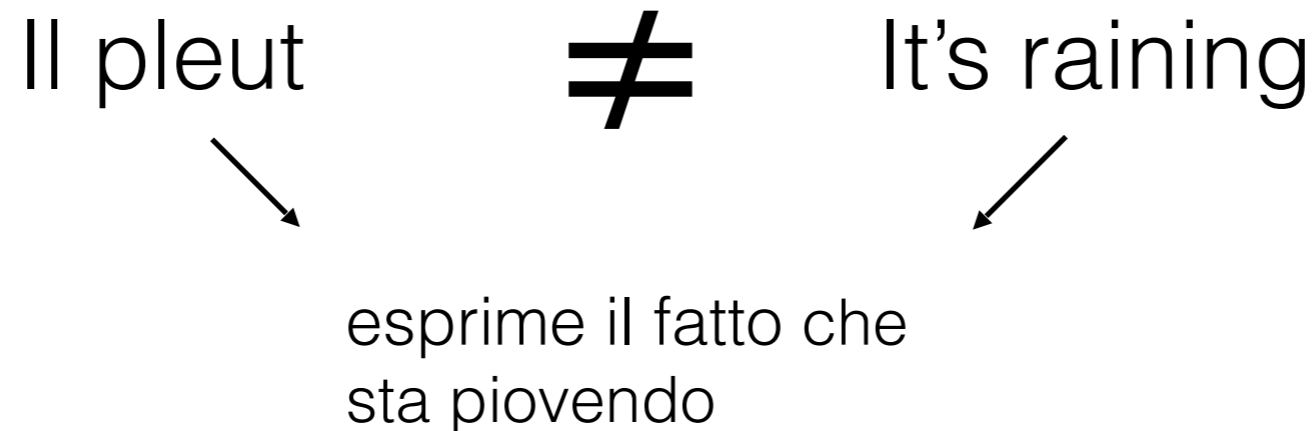 Il pleut ≠ It's raining
esprime il fatto che
sta piovendo